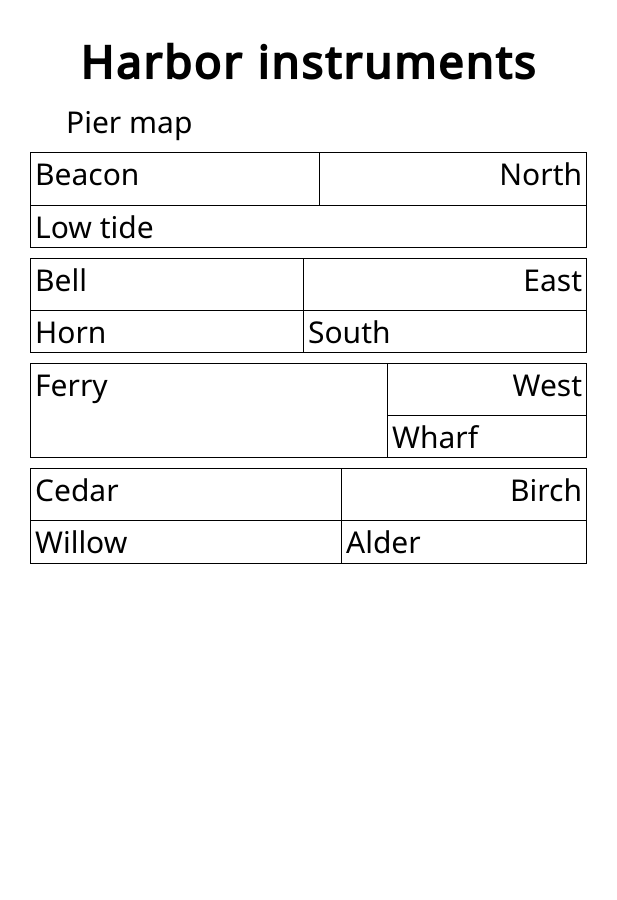 Harbor instruments
Pier map
Beacon North
Low tide
Bell East
Horn South
Ferry West
Wharf
Cedar Birch
Willow Alder